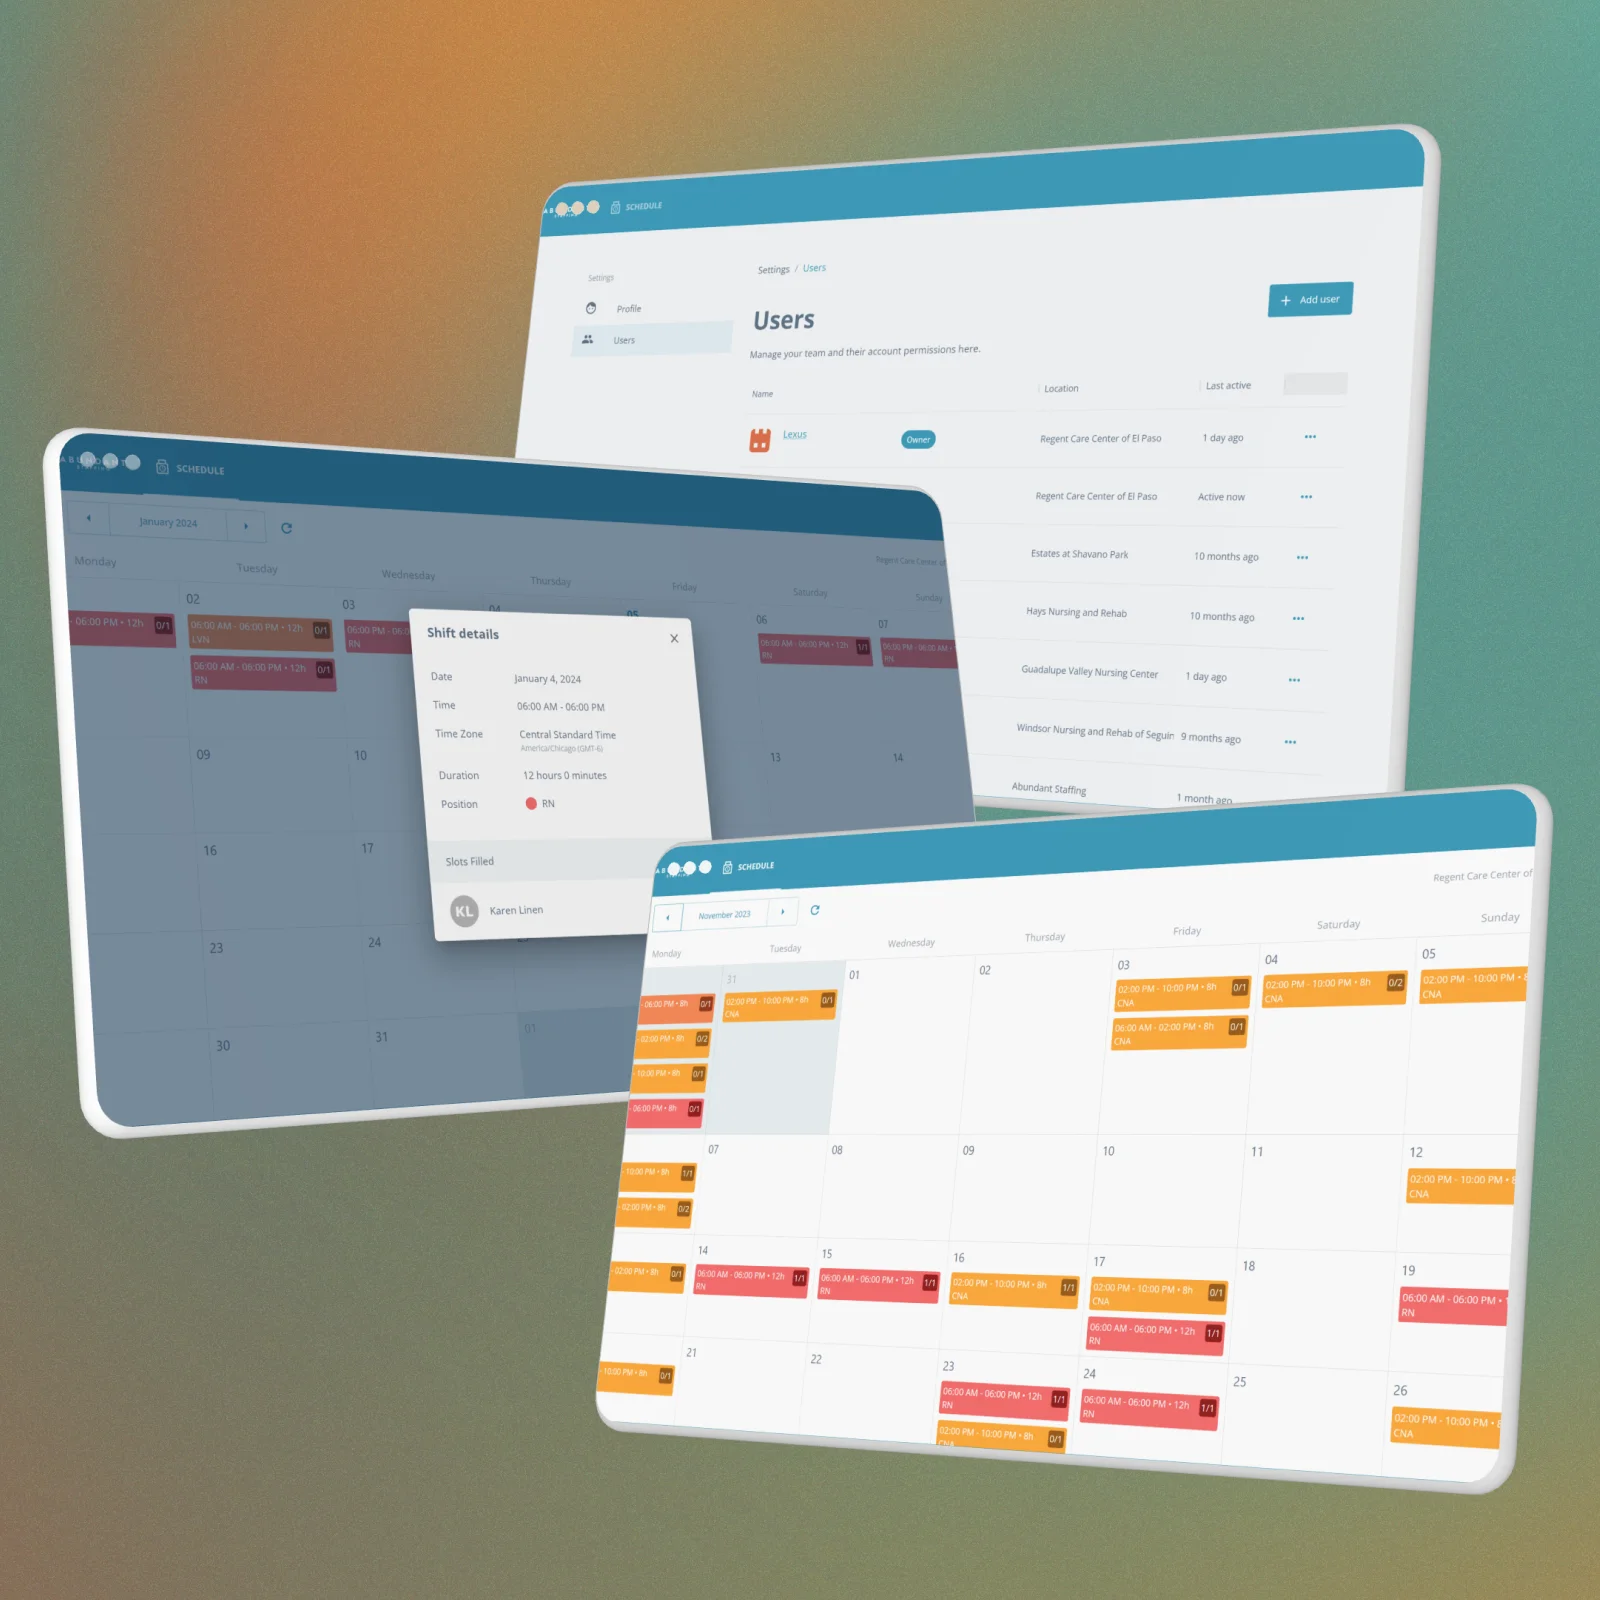 SCHEDULE
Settings
Profile
Users
Settings / Users
Users
Manage your team and their account permissions here.
Add user
Name Location Last active
Lexus Owner Regent Care Center of El Paso 1 day ago
Regent Care Center of El Paso Active now
Estates at Shavano Park 10 months ago
Hays Nursing and Rehab 10 months ago
Guadalupe Valley Nursing Center 1 day ago
Windsor Nursing and Rehab of Seguin 9 months ago
Abundant Staffing 1 month ago
SCHEDULE
January 2024
Regent Care Center of
Monday Tuesday Wednesday Thursday Friday Saturday Sunday
02 03 04 05 06 07
- 06:00 PM • 12h 0/1
06:00 AM - 06:00 PM • 12h 0/1
LVN
06:00 AM - 06:00 PM • 12h 0/1
RN
06:00 PM - 06:0
RN
06:00 AM - 06:00 PM • 12h 1/1
RN
06:00 PM - 06:00 AM •
RN
09 10 13 14
16 17
23 24
30 31 01
Shift details
Date January 4, 2024
Time 06:00 AM - 06:00 PM
Time Zone Central Standard Time
America/Chicago (GMT-6)
Duration 12 hours 0 minutes
Position RN
Slots Filled
KL Karen Linen
SCHEDULE
Regent Care Center of
November 2023
Monday Tuesday Wednesday Thursday Friday Saturday Sunday
31 01 02 03 04 05
- 06:00 PM • 8h 0/1
- 02:00 PM • 8h 0/2
- 10:00 PM • 8h 0/1
- 06:00 PM • 8h 0/1
02:00 PM - 10:00 PM • 8h 0/1
CNA
02:00 PM - 10:00 PM • 8h 0/1
CNA
06:00 AM - 02:00 PM • 8h 0/1
CNA
02:00 PM - 10:00 PM • 8h 0/2
CNA
02:00 PM - 10:00 PM • 8
CNA
07 08 09 10 11 12
- 10:00 PM • 8h 1/1
- 02:00 PM • 8h 0/2
02:00 PM - 10:00 PM • 8
CNA
14 15 16 17 18 19
- 02:00 PM • 8h 0/1
06:00 AM - 06:00 PM • 12h 1/1
RN
06:00 AM - 06:00 PM • 12h 1/1
RN
02:00 PM - 10:00 PM • 8h 1/1
CNA
02:00 PM - 10:00 PM • 8h 0/1
CNA
06:00 AM - 06:00 PM • 12h 1/1
RN
06:00 AM - 06:00 PM •
RN
21 22 23 24 25 26
- 10:00 PM • 8h 0/1
06:00 AM - 06:00 PM • 12h 1/1
RN
02:00 PM - 10:00 PM • 8h 0/1
CNA
06:00 AM - 06:00 PM • 12h 1/1
RN
02:00 PM - 10:00 PM • 8
CNA